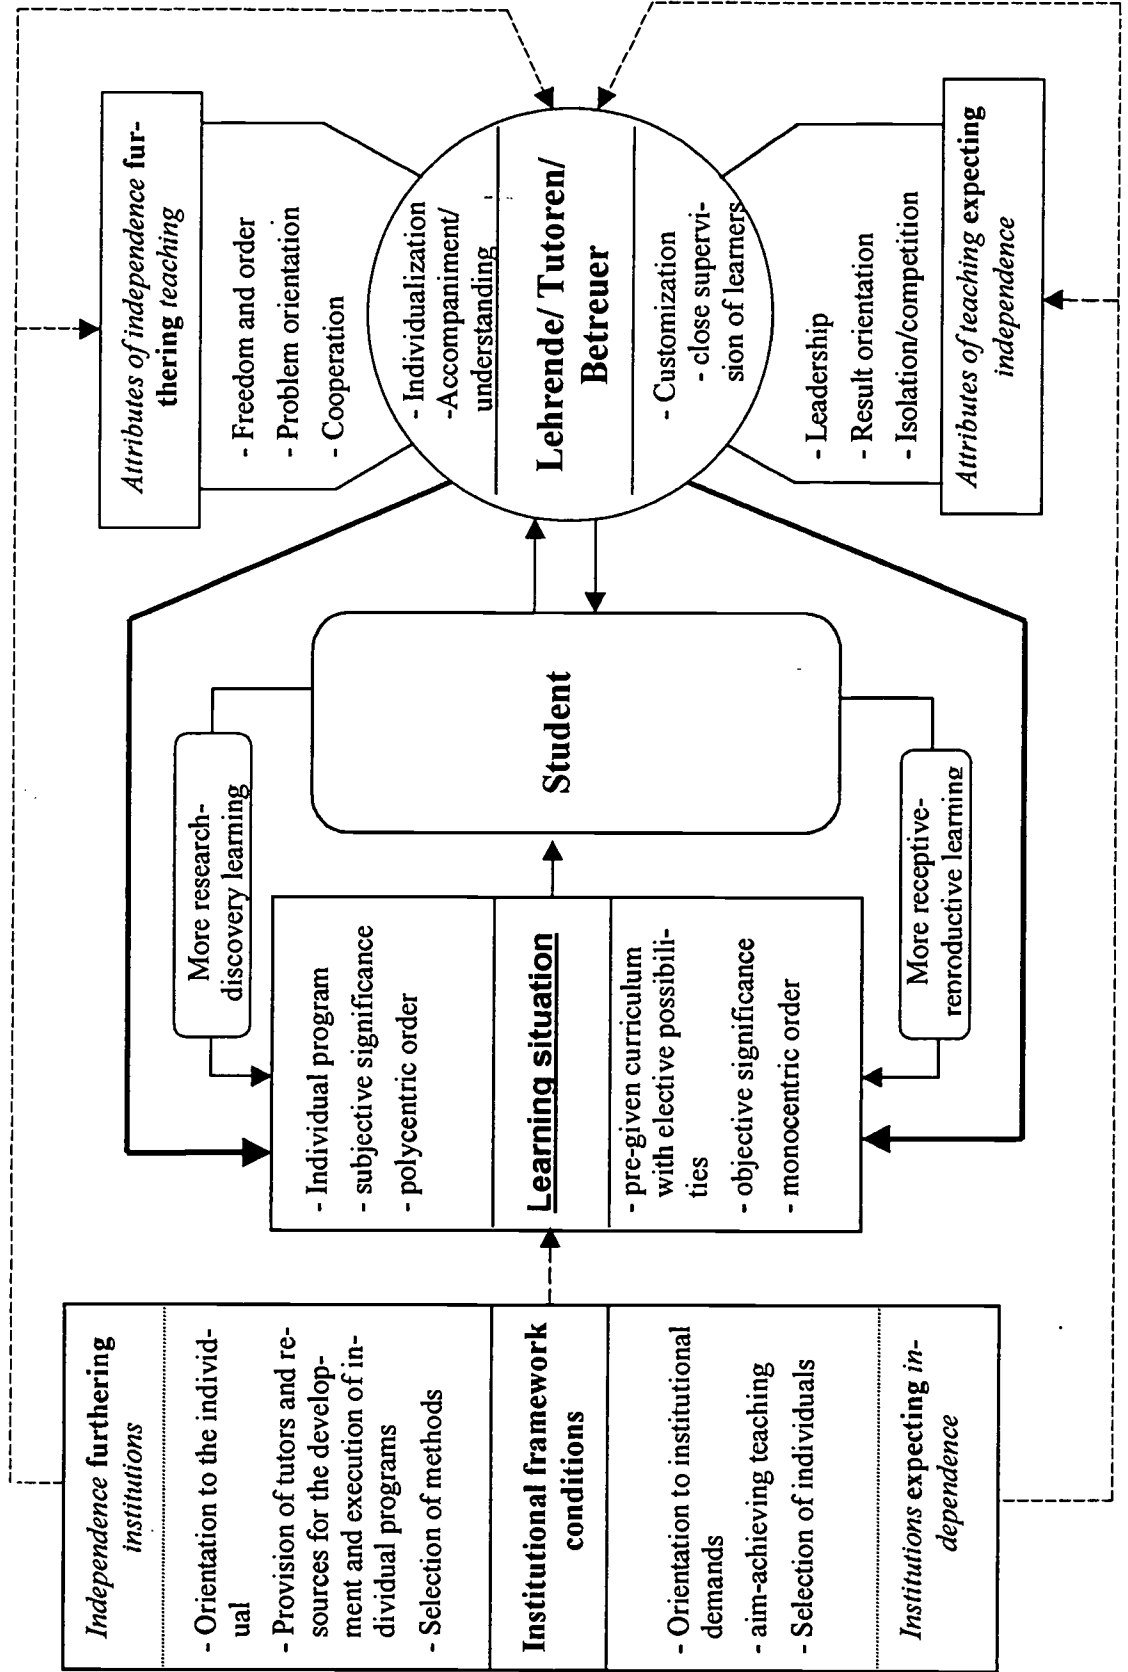 Independence furthering
institutions
- Orientation to the individ-
ual
- Provision of tutors and re-
sources for the develop-
ment and execution of in-
dividual programs
- Selection of methods
Institutional framework
conditions
- Orientation to institutional
demands
- aim-achieving teaching
- Selection of individuals
Institutions expecting in-
dependence
More research-
discovery learning
- Individual program
- subjective significance
- polycentric order
Learning situation
- pre-given curriculum
with elective possibili-
ties
- objective significance
- monocentric order
More receptive-
reproductive learning
Student
Attributes of independence fur-
thering teaching
- Freedom and order
- Problem orientation
- Cooperation
- Individualization
-Accompaniment/
understanding
Lehrende/ Tutoren/
Betreuer
- Customization
- close supervi-
sion of learners
- Leadership
- Result orientation
- Isolation/competition
Attributes of teaching expecting
independence